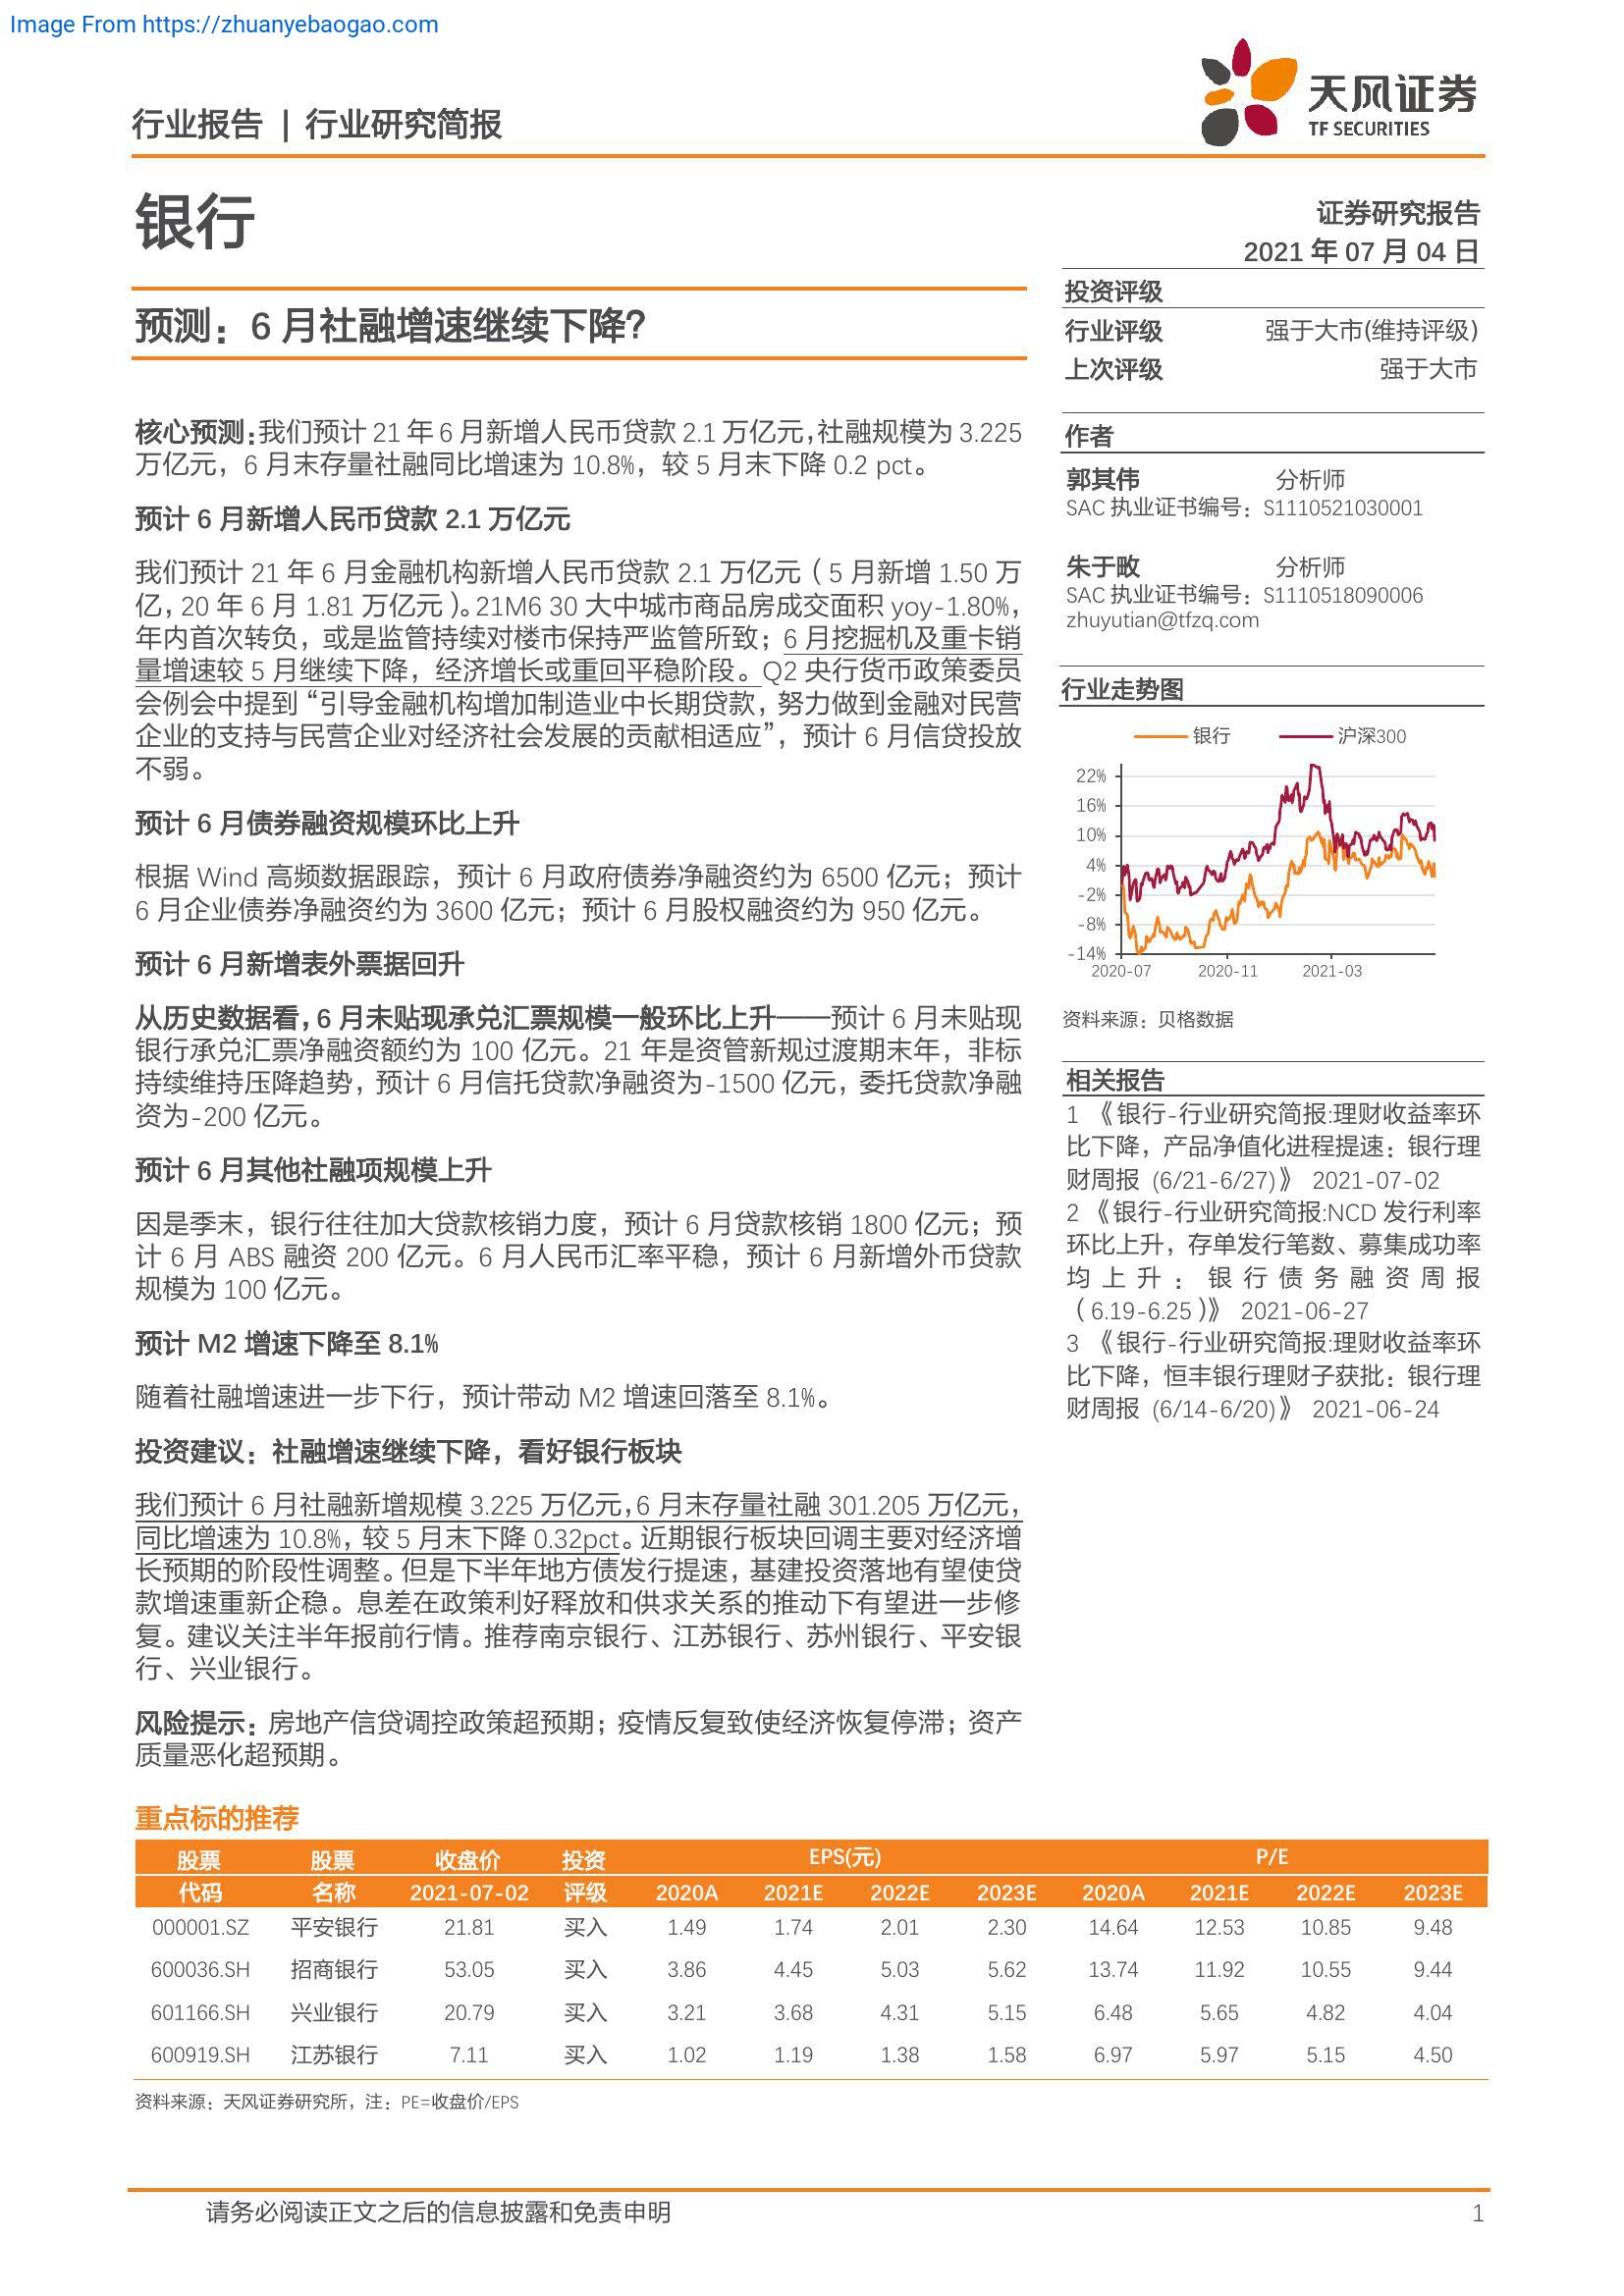 Image From https://zhuanyebaogao.com
行业报告 | 行业研究简报
天风证券
TF SECURITIES
银行
证券研究报告
2021 年 07 月 04 日
预测：6 月社融增速继续下降？
核心预测：我们预计 21 年 6 月新增人民币贷款 2.1 万亿元，社融规模为 3.225
万亿元，6 月末存量社融同比增速为 10.8%，较 5 月末下降 0.2 pct。
预计 6 月新增人民币贷款 2.1 万亿元
我们预计 21 年 6 月金融机构新增人民币贷款 2.1 万亿元（5 月新增 1.50 万
亿，20 年 6 月 1.81 万亿元）。21M6 30 大中城市商品房成交面积 yoy-1.80%，
年内首次转负，或是监管持续对楼市保持严监管所致；6 月挖掘机及重卡销
量增速较 5 月继续下降，经济增长或重回平稳阶段。Q2 央行货币政策委员
会例会中提到“引导金融机构增加制造业中长期贷款，努力做到金融对民营
企业的支持与民营企业对经济社会发展的贡献相适应”，预计 6 月信贷投放
不弱。
预计 6 月债券融资规模环比上升
根据 Wind 高频数据跟踪，预计 6 月政府债券净融资约为 6500 亿元；预计
6 月企业债券净融资约为 3600 亿元；预计 6 月股权融资约为 950 亿元。
预计 6 月新增表外票据回升
从历史数据看，6 月未贴现承兑汇票规模一般环比上升——预计 6 月未贴现
银行承兑汇票净融资额约为 100 亿元。21 年是资管新规过渡期末年，非标
持续维持压降趋势，预计 6 月信托贷款净融资为-1500 亿元，委托贷款净融
资为-200 亿元。
预计 6 月其他社融项规模上升
因是季末，银行往往加大贷款核销力度，预计 6 月贷款核销 1800 亿元；预
计 6 月 ABS 融资 200 亿元。6 月人民币汇率平稳，预计 6 月新增外币贷款
规模为 100 亿元。
预计 M2 增速下降至 8.1%
随着社融增速进一步下行，预计带动 M2 增速回落至 8.1%。
投资建议：社融增速继续下降，看好银行板块
我们预计 6 月社融新增规模 3.225 万亿元，6 月末存量社融 301.205 万亿元，
同比增速为 10.8%，较 5 月末下降 0.32pct。近期银行板块回调主要对经济增
长预期的阶段性调整。但是下半年地方债发行提速，基建投资落地有望使贷
款增速重新企稳。息差在政策利好释放和供求关系的推动下有望进一步修
复。建议关注半年报前行情。推荐南京银行、江苏银行、苏州银行、平安银
行、兴业银行。
风险提示：房地产信贷调控政策超预期；疫情反复致使经济恢复停滞；资产
质量恶化超预期。
投资评级
行业评级 强于大市(维持评级)
上次评级 强于大市
作者
郭其伟 分析师
SAC 执业证书编号：S1110521030001
朱于畋 分析师
SAC 执业证书编号：S1110518090006
zhuyutian@tfzq.com
行业走势图
银行 沪深300
22%
16%
10%
4%
-2%
-8%
-14%
2020-07 2020-11 2021-03
资料来源：贝格数据
相关报告
1 《银行-行业研究简报:理财收益率环
比下降，产品净值化进程提速：银行理
财周报 (6/21-6/27)》 2021-07-02
2 《银行-行业研究简报:NCD 发行利率
环比上升，存单发行笔数、募集成功率
均上升：银行债务融资周报
（6.19-6.25）》 2021-06-27
3 《银行-行业研究简报:理财收益率环
比下降，恒丰银行理财子获批：银行理
财周报 (6/14-6/20)》 2021-06-24
重点标的推荐
股票 股票 收盘价 投资 EPS(元) P/E
代码 名称 2021-07-02 评级 2020A 2021E 2022E 2023E 2020A 2021E 2022E 2023E
000001.SZ 平安银行 21.81 买入 1.49 1.74 2.01 2.30 14.64 12.53 10.85 9.48
600036.SH 招商银行 53.05 买入 3.86 4.45 5.03 5.62 13.74 11.92 10.55 9.44
601166.SH 兴业银行 20.79 买入 3.21 3.68 4.31 5.15 6.48 5.65 4.82 4.04
600919.SH 江苏银行 7.11 买入 1.02 1.19 1.38 1.58 6.97 5.97 5.15 4.50
资料来源：天风证券研究所，注：PE=收盘价/EPS
请务必阅读正文之后的信息披露和免责申明 1